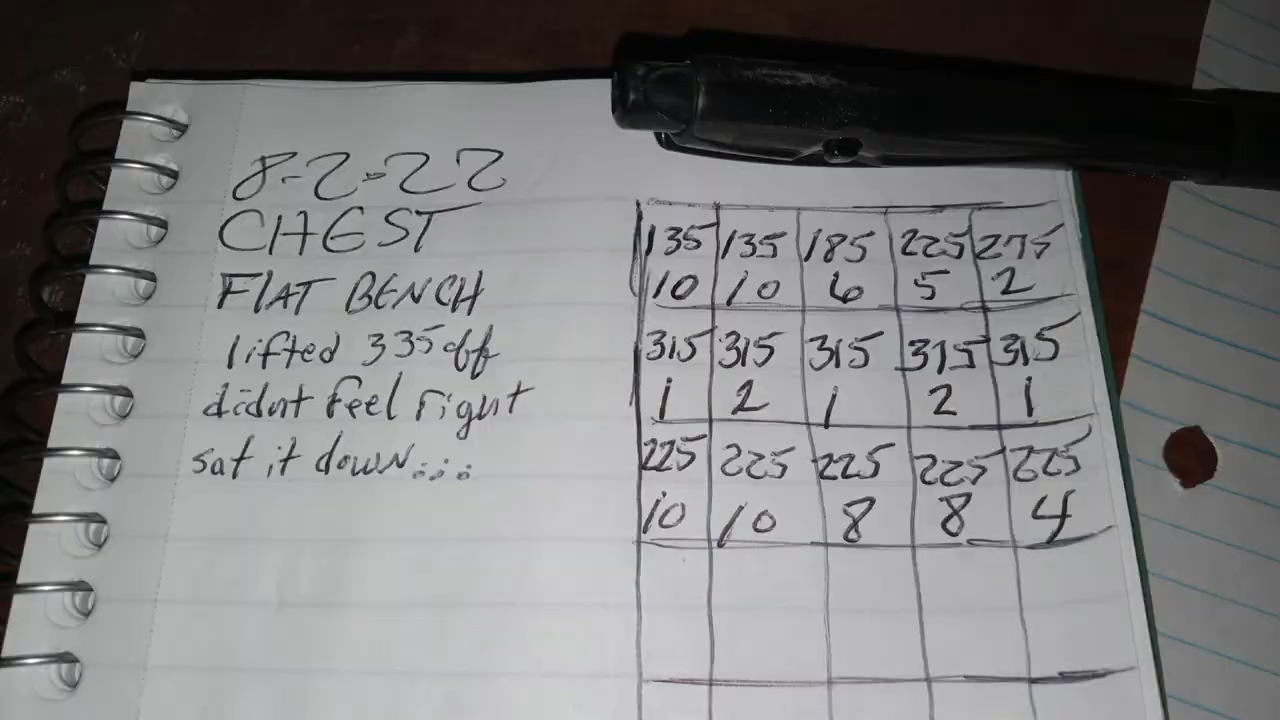 8-2-22
CHEST
FLAT BENCH
lifted 335 off
didnt feel right
sat it down...
135 135 185 225 275
10 10 6 5 2
315 315 315 315 315
1 2 1 2 1
225 225 225 225 225
10 10 8 8 4